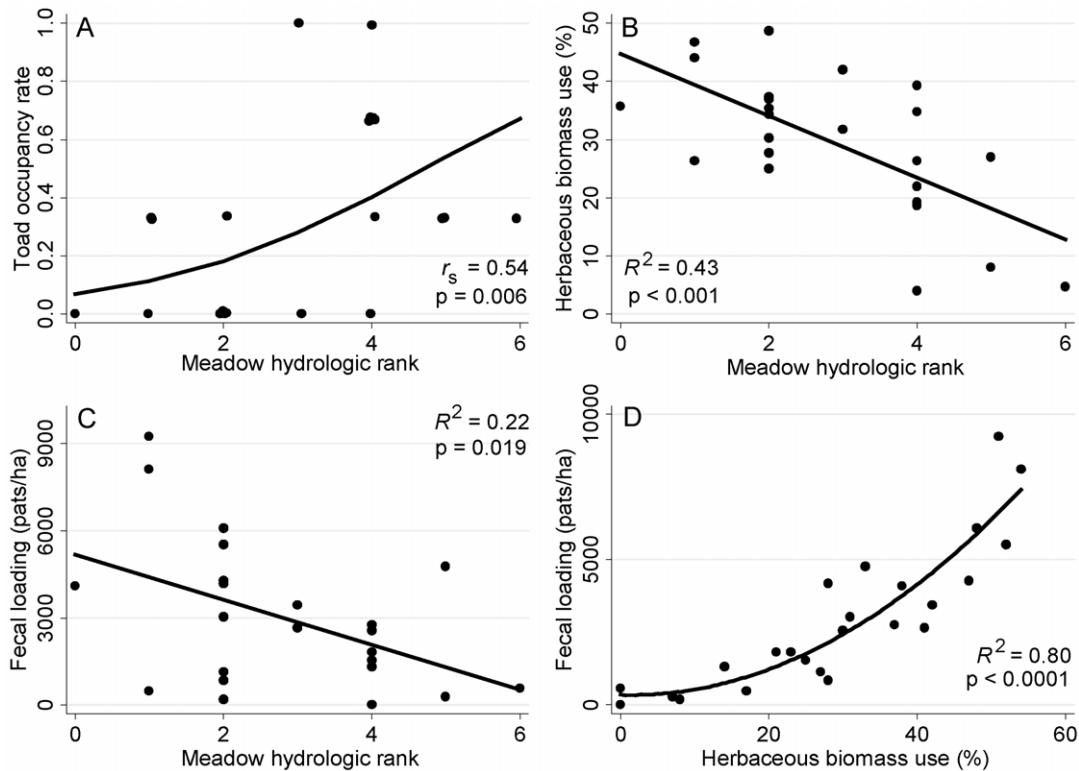 A
Toad occupancy rate
1.0
0.8
0.6
0.4
0.2
0.0
r_s = 0.54
p = 0.006
0 2 4 6
Meadow hydrologic rank
B
Herbaceous biomass use (%)
50
40
30
20
10
0
R² = 0.43
p < 0.001
0 2 4 6
Meadow hydrologic rank
C
Fecal loading (pats/ha)
9000
6000
3000
0
R² = 0.22
p = 0.019
0 2 4 6
Meadow hydrologic rank
D
Fecal loading (pats/ha)
10000
5000
0
R² = 0.80
p < 0.0001
0 20 40 60
Herbaceous biomass use (%)